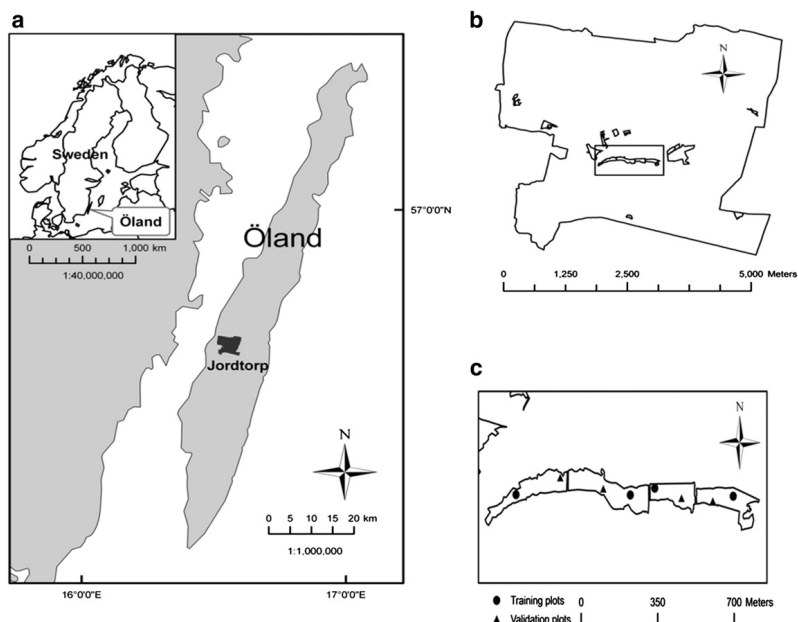 a
Sweden
Öland
0 500 1,000 km
1:40,000,000
Öland
57°0'0"N
Jordtorp
N
0 5 10 15 20 km
1:1,000,000
16°0'0"E 17°0'0"E
b
N
0 1,250 2,500 5,000 Meters
c
N
Training plots 0 350 700 Meters
Validation plots